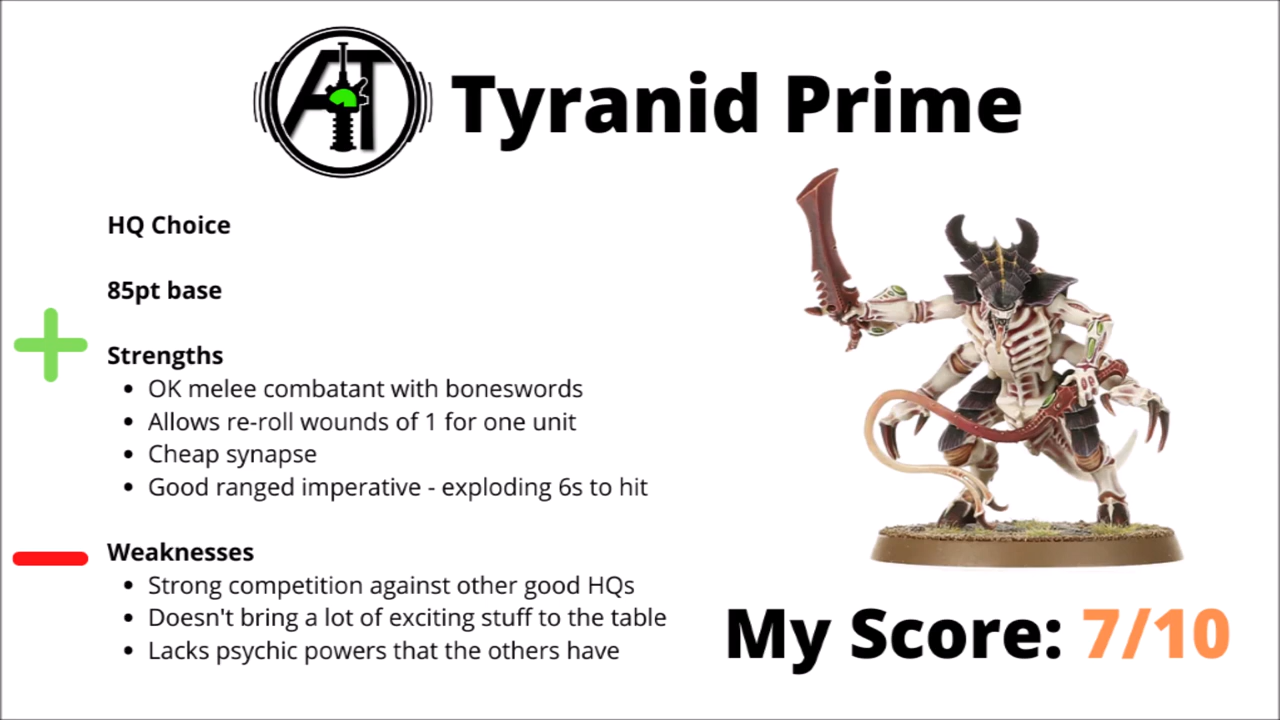 AT
Tyranid Prime
HQ Choice
85pt base
Strengths
• OK melee combatant with boneswords
• Allows re-roll wounds of 1 for one unit
• Cheap synapse
• Good ranged imperative - exploding 6s to hit
Weaknesses
• Strong competition against other good HQs
• Doesn't bring a lot of exciting stuff to the table
• Lacks psychic powers that the others have
My Score: 7/10